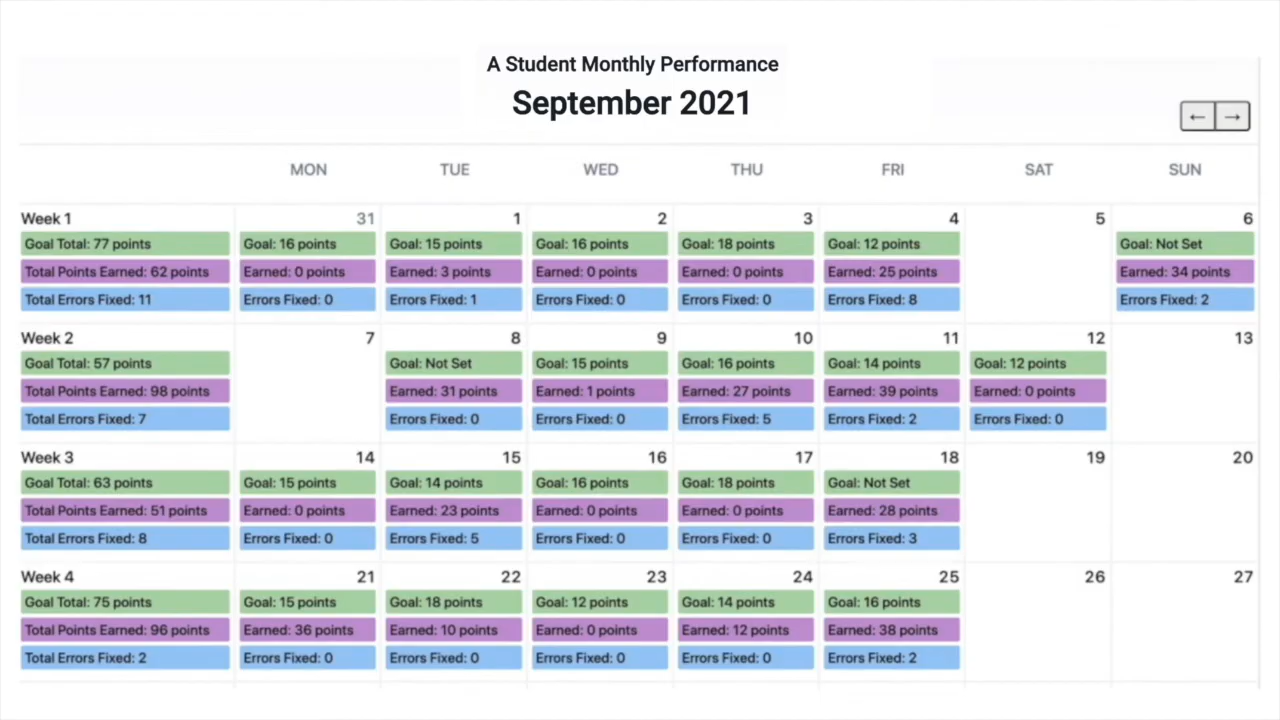 A Student Monthly Performance
September 2021
← →
MON TUE WED THU FRI SAT SUN
Week 1 31 1 2 3 4 5 6
Goal Total: 77 points Goal: 16 points Goal: 15 points Goal: 16 points Goal: 18 points Goal: 12 points Goal: Not Set
Total Points Earned: 62 points Earned: 0 points Earned: 3 points Earned: 0 points Earned: 0 points Earned: 25 points Earned: 34 points
Total Errors Fixed: 11 Errors Fixed: 0 Errors Fixed: 1 Errors Fixed: 0 Errors Fixed: 0 Errors Fixed: 8 Errors Fixed: 2
Week 2 7 8 9 10 11 12 13
Goal Total: 57 points Goal: Not Set Goal: 15 points Goal: 16 points Goal: 14 points Goal: 12 points
Total Points Earned: 98 points Earned: 31 points Earned: 1 points Earned: 27 points Earned: 39 points Earned: 0 points
Total Errors Fixed: 7 Errors Fixed: 0 Errors Fixed: 0 Errors Fixed: 5 Errors Fixed: 2 Errors Fixed: 0
Week 3 14 15 16 17 18 19 20
Goal Total: 63 points Goal: 15 points Goal: 14 points Goal: 16 points Goal: 18 points Goal: Not Set
Total Points Earned: 51 points Earned: 0 points Earned: 23 points Earned: 0 points Earned: 0 points Earned: 28 points
Total Errors Fixed: 8 Errors Fixed: 0 Errors Fixed: 5 Errors Fixed: 0 Errors Fixed: 0 Errors Fixed: 3
Week 4 21 22 23 24 25 26 27
Goal Total: 75 points Goal: 15 points Goal: 18 points Goal: 12 points Goal: 14 points Goal: 16 points
Total Points Earned: 96 points Earned: 36 points Earned: 10 points Earned: 0 points Earned: 12 points Earned: 38 points
Total Errors Fixed: 2 Errors Fixed: 0 Errors Fixed: 0 Errors Fixed: 0 Errors Fixed: 0 Errors Fixed: 2